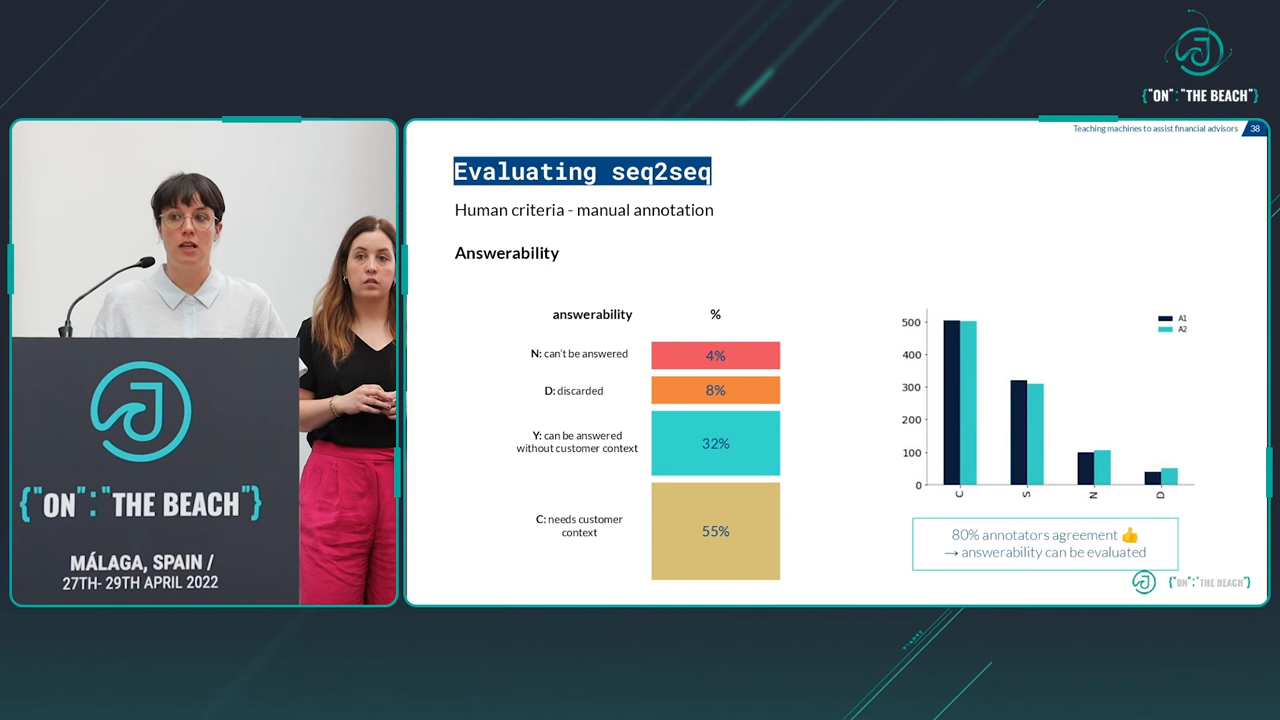 {"ON":"THE BEACH"}
Teaching machines to assist financial advisors 38
Evaluating seq2seq
Human criteria - manual annotation
Answerability
answerability %
N: can't be answered 4%
D: discarded 8%
Y: can be answered
without customer context
32%
C: needs customer
context
55%
500
400
300
200
100
0
C S N D
A1
A2
80% annotators agreement 👍
→ answerability can be evaluated
{"ON":"THE BEACH"}
{"ON":"THE BEACH"}
MÁLAGA, SPAIN /
27TH- 29TH APRIL 2022